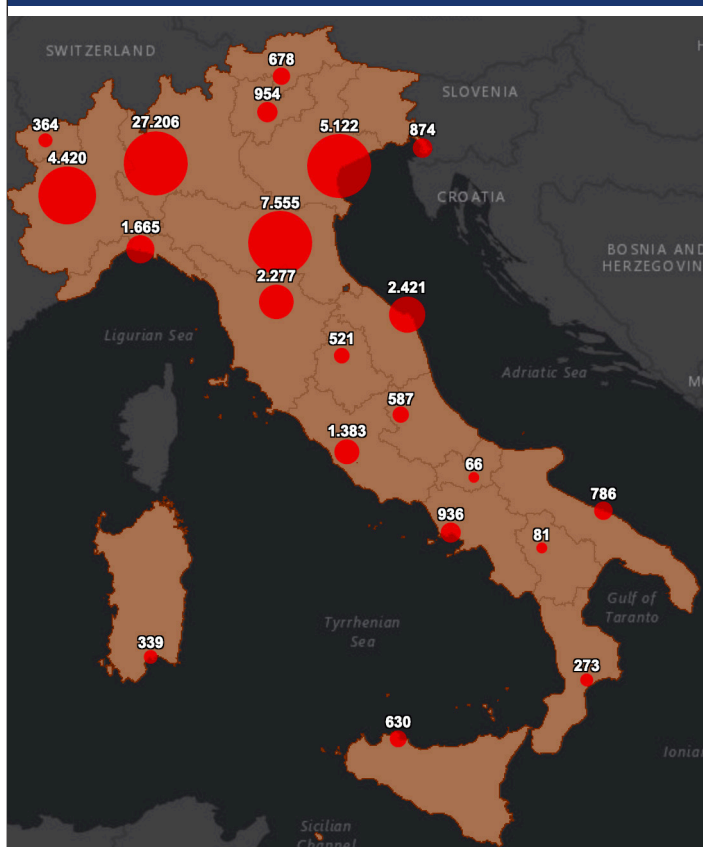 SWITZERLAND
H
678
954
SLOVENIA
364
27.206
5.122
874
4.420
CROATIA
7.555
1.665
BOSNIA AND
HERZEGOVIN
2.277
2.421
Ligurian Sea
521
Adriatic Sea
M
587
1.383
66
786
936
81
Gulf of
Taranto
Tyrrhenian
Sea
339
273
630
Ionia
Sicilian
Channel